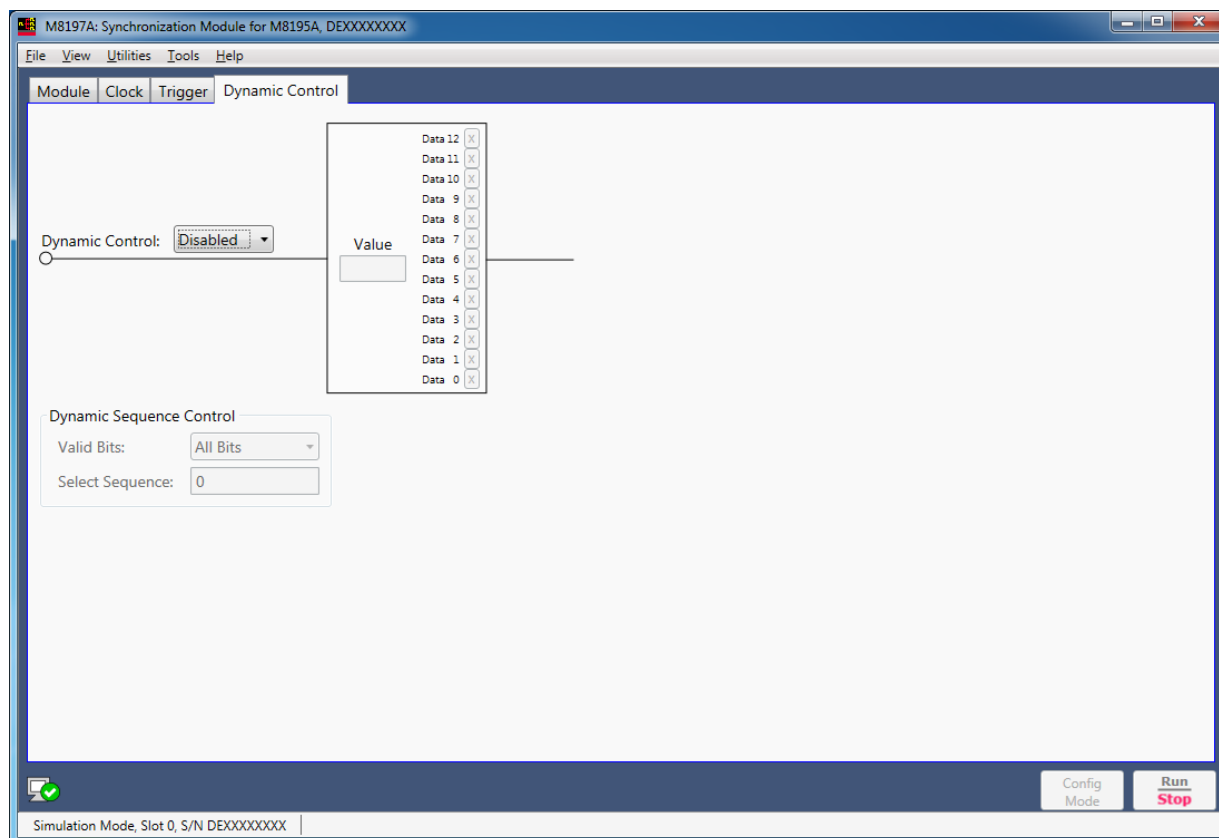 M8197A: Synchronization Module for M8195A, DEXXXXXXXX
File View Utilities Tools Help
Module Clock Trigger Dynamic Control
Data 12 X
Data 11 X
Data 10 X
Data 9 X
Data 8 X
Dynamic Control: Disabled
Value
Data 7 X
Data 6 X
Data 5 X
Data 4 X
Data 3 X
Data 2 X
Data 1 X
Data 0 X
Dynamic Sequence Control
Valid Bits: All Bits
Select Sequence: 0
Config
Mode
Run
Stop
Simulation Mode, Slot 0, S/N DEXXXXXXXX